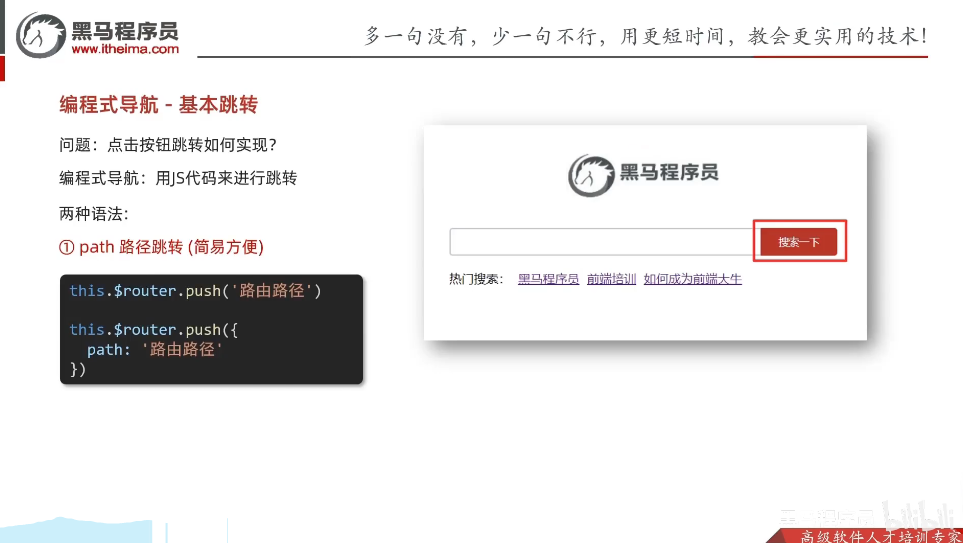 黑马程序员
www.itheima.com
多一句没有，少一句不行，用更短时间，教会更实用的技术！
编程式导航 - 基本跳转
问题：点击按钮跳转如何实现？
编程式导航：用JS代码来进行跳转
两种语法：
① path 路径跳转 (简易方便)
this.$router.push('路由路径')
this.$router.push({
path: '路由路径'
})
黑马程序员
搜索一下
热门搜索： 黑马程序员 前端培训 如何成为前端大牛
bilibili
高级软件人才培训专家